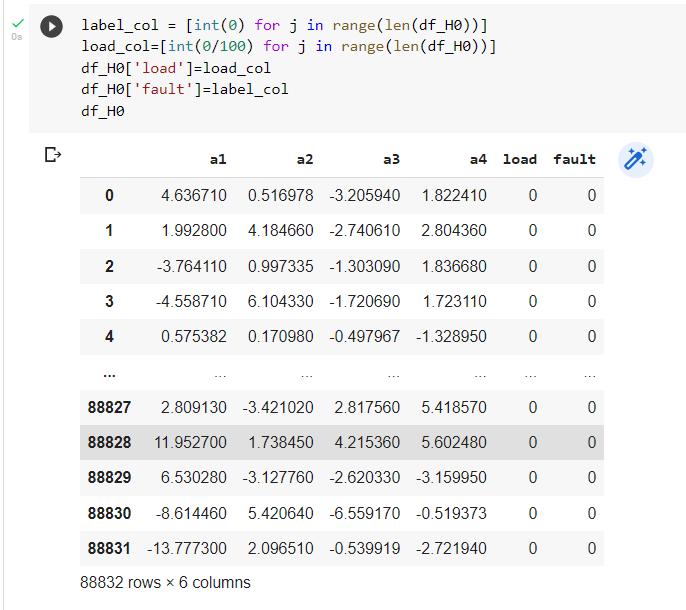 label_col = [int(0) for j in range(len(df_H0))]
0s
load_col=[int(0/100) for j in range(len(df_H0))]
df_H0['load']=load_col
df_H0['fault']=label_col
df_H0
a1 a2 a3 a4 load fault
0 4.636710 0.516978 -3.205940 1.822410 0 0
1 1.992800 4.184660 -2.740610 2.804360 0 0
2 -3.764110 0.997335 -1.303090 1.836680 0 0
3 -4.558710 6.104330 -1.720690 1.723110 0 0
4 0.575382 0.170980 -0.497967 -1.328950 0 0
... ... ... ... ... ... ...
88827 2.809130 -3.421020 2.817560 5.418570 0 0
88828 11.952700 1.738450 4.215360 5.602480 0 0
88829 6.530280 -3.127760 -2.620330 -3.159950 0 0
88830 -8.614460 5.420640 -6.559170 -0.519373 0 0
88831 -13.777300 2.096510 -0.539919 -2.721940 0 0
88832 rows × 6 columns